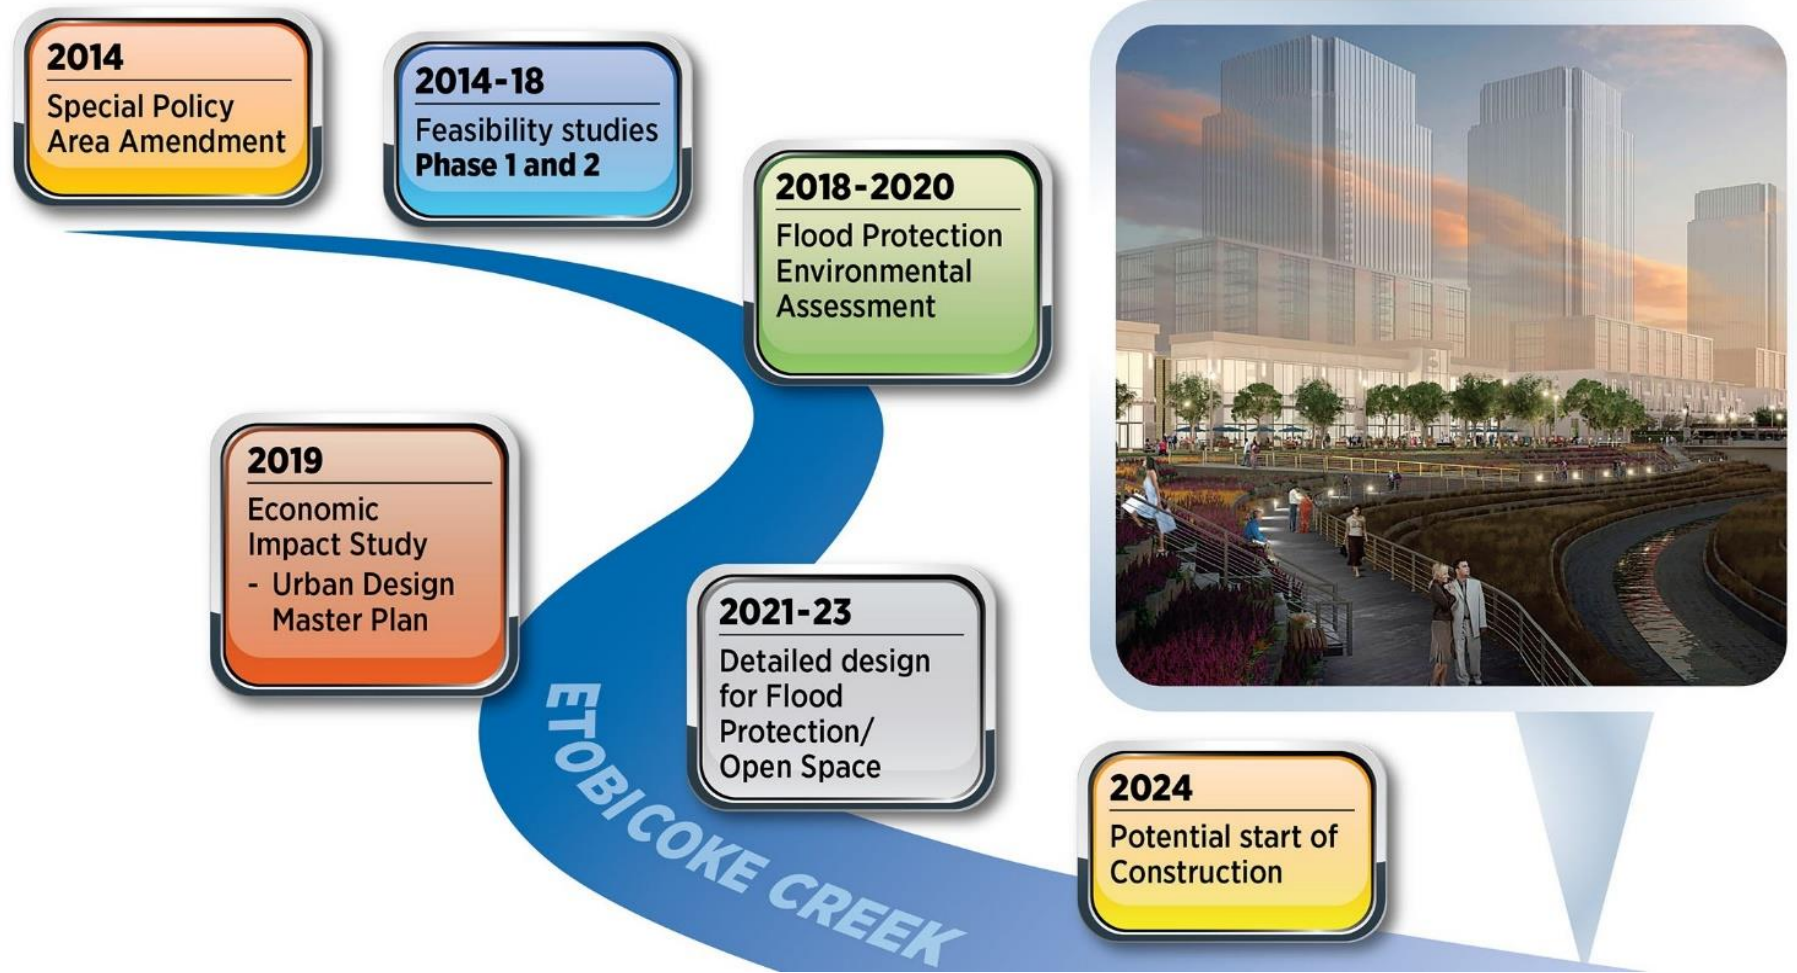 2014
Special Policy
Area Amendment
2014-18
Feasibility studies
Phase 1 and 2
2018-2020
Flood Protection
Environmental
Assessment
2019
Economic
Impact Study
- Urban Design
Master Plan
2021-23
Detailed design
for Flood
Protection/
Open Space
2024
Potential start of
Construction
ETOBICOKE CREEK